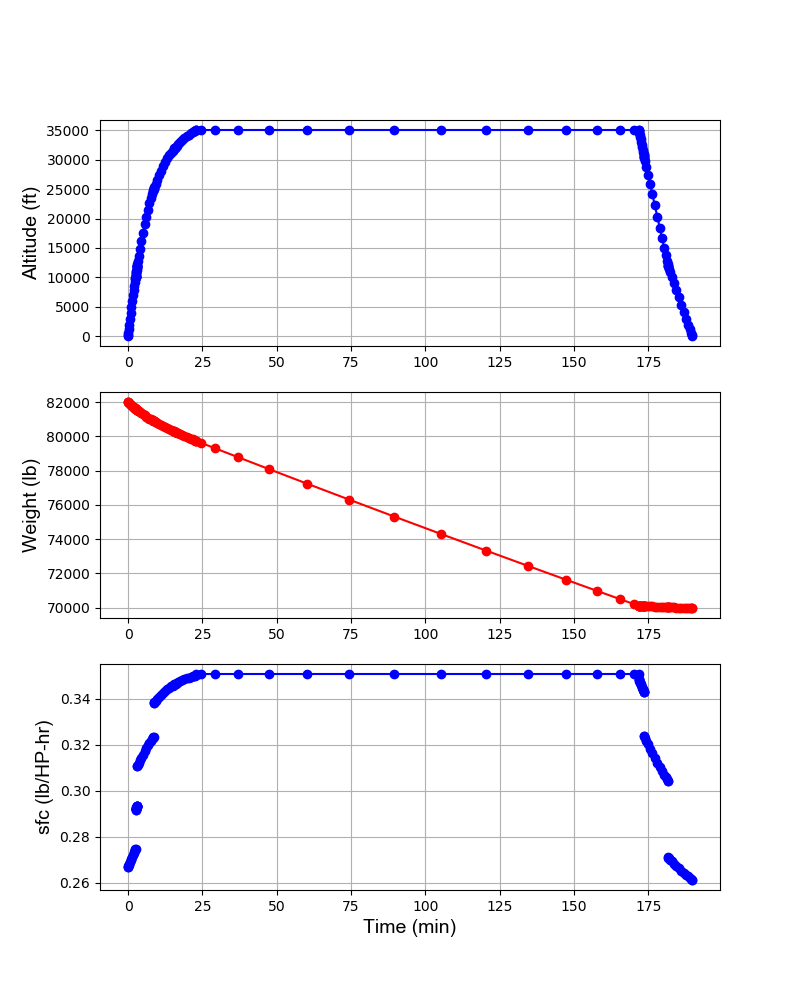 35000
30000
25000
20000
15000
10000
5000
0
Altitude (ft)
0 25 50 75 100 125 150 175
82000
80000
78000
76000
74000
72000
70000
Weight (lb)
0 25 50 75 100 125 150 175
0.34
0.32
0.30
0.28
0.26
sfc (lb/HP-hr)
0 25 50 75 100 125 150 175
Time (min)